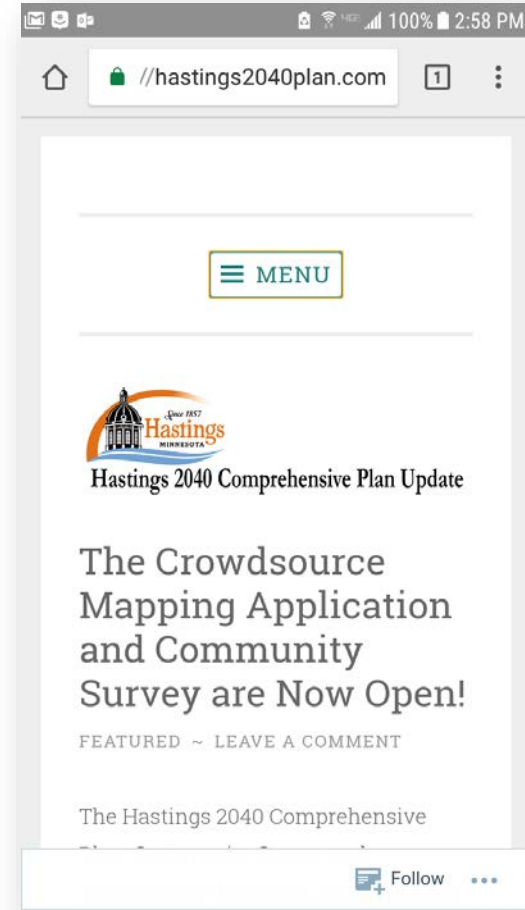 100% 2:58 PM
//hastings2040plan.com 1
MENU
Since 1857
Hastings
MINNESOTA
Hastings 2040 Comprehensive Plan Update
The Crowdsource
Mapping Application
and Community
Survey are Now Open!
FEATURED ~ LEAVE A COMMENT
The Hastings 2040 Comprehensive
Follow